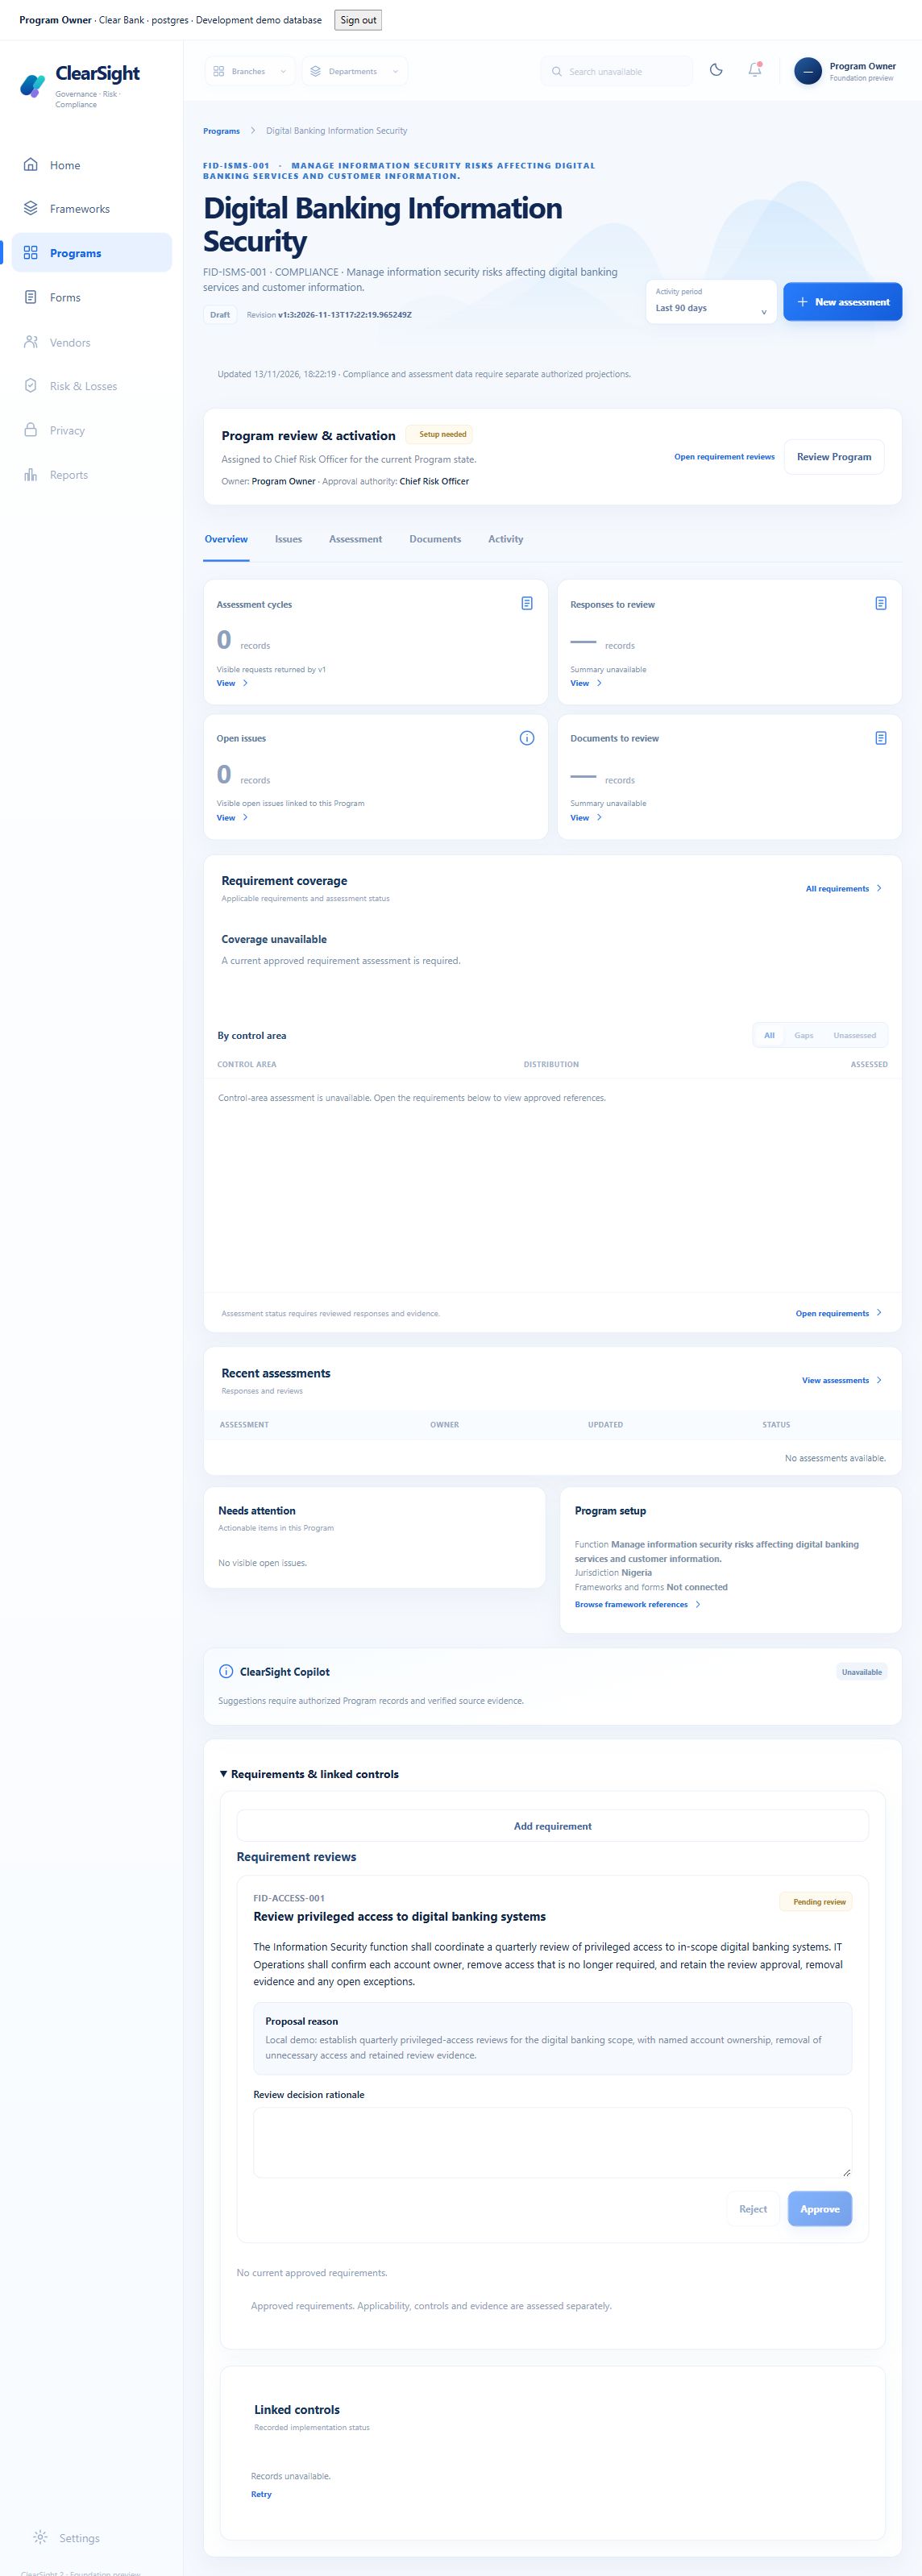 Program Owner · Clear Bank · postgres · Development demo database
Sign out
ClearSight
Governance · Risk ·
Compliance
Branches
Departments
Search unavailable
Program Owner
Foundation preview
Home
Frameworks
Programs
Forms
Vendors
Risk & Losses
Privacy
Reports
Programs
Digital Banking Information Security
FID-ISMS-001 · MANAGE INFORMATION SECURITY RISKS AFFECTING DIGITAL
BANKING SERVICES AND CUSTOMER INFORMATION.
Digital Banking Information
Security
FID-ISMS-001 · COMPLIANCE · Manage information security risks affecting digital banking
services and customer information.
Draft
Revision v1:3:2026-11-13T17:22:19.965249Z
Activity period
Last 90 days
New assessment
Updated 13/11/2026, 18:22:19 · Compliance and assessment data require separate authorized projections.
Program review & activation
Setup needed
Assigned to Chief Risk Officer for the current Program state.
Owner: Program Owner · Approval authority: Chief Risk Officer
Open requirement reviews
Review Program
Overview
Issues
Assessment
Documents
Activity
Assessment cycles
0 records
Visible requests returned by v1
View
Responses to review
— records
Summary unavailable
View
Open issues
0 records
Visible open issues linked to this Program
View
Documents to review
— records
Summary unavailable
View
Requirement coverage
Applicable requirements and assessment status
All requirements
Coverage unavailable
A current approved requirement assessment is required.
By control area
All
Gaps
Unassessed
CONTROL AREA
DISTRIBUTION
ASSESSED
Control-area assessment is unavailable. Open the requirements below to view approved references.
Assessment status requires reviewed responses and evidence.
Open requirements
Recent assessments
Responses and reviews
View assessments
ASSESSMENT
OWNER
UPDATED
STATUS
No assessments available.
Needs attention
Actionable items in this Program
No visible open issues.
Program setup
Function Manage information security risks affecting digital banking
services and customer information.
Jurisdiction Nigeria
Frameworks and forms Not connected
Browse framework references
ClearSight Copilot
Unavailable
Suggestions require authorized Program records and verified source evidence.
Requirements & linked controls
Add requirement
Requirement reviews
FID-ACCESS-001
Pending review
Review privileged access to digital banking systems
The Information Security function shall coordinate a quarterly review of privileged access to in-scope digital banking systems. IT
Operations shall confirm each account owner, remove access that is no longer required, and retain the review approval, removal
evidence and any open exceptions.
Proposal reason
Local demo: establish quarterly privileged-access reviews for the digital banking scope, with named account ownership, removal of
unnecessary access and retained review evidence.
Review decision rationale
Reject
Approve
No current approved requirements.
Approved requirements. Applicability, controls and evidence are assessed separately.
Linked controls
Recorded implementation status
Records unavailable.
Retry
Settings
ClearSight 2 · Foundation preview